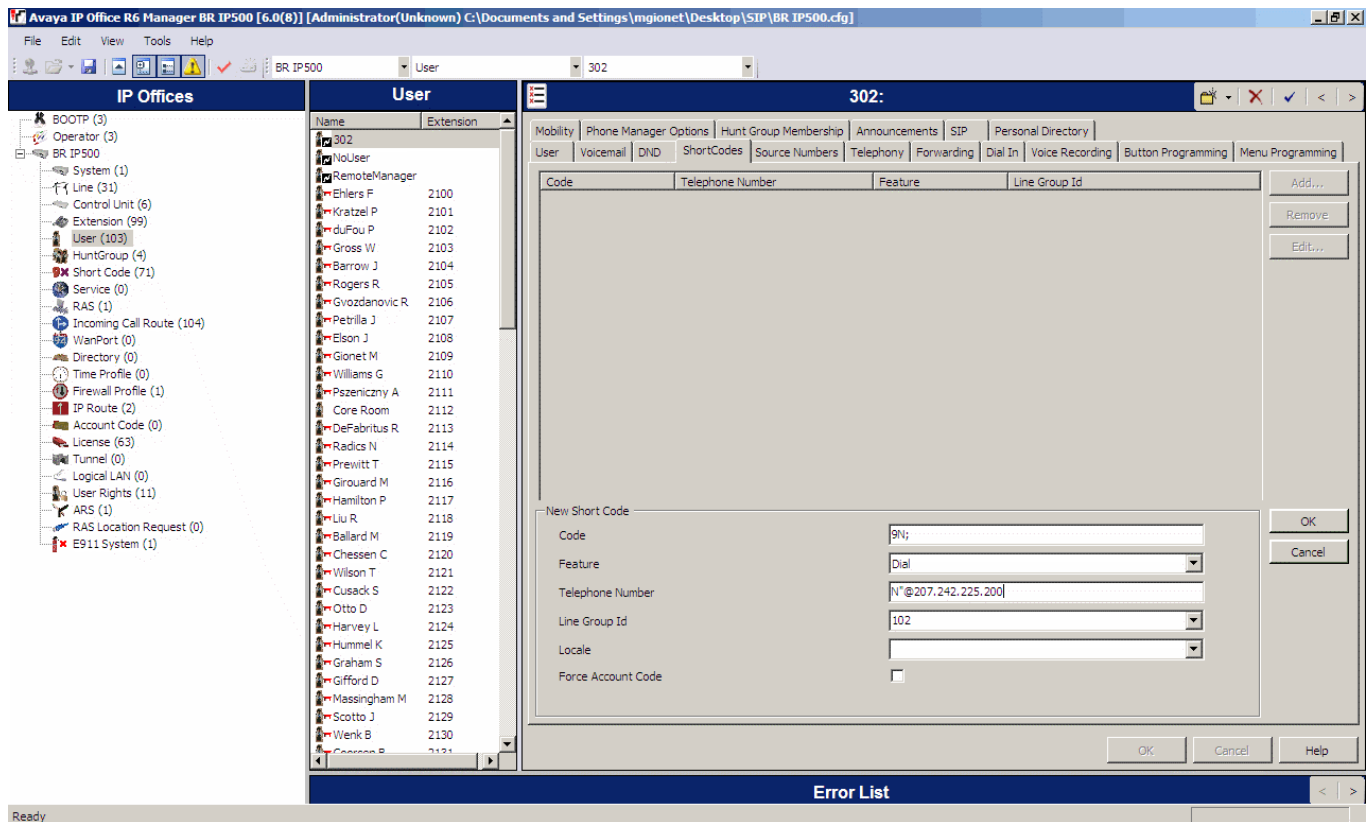 Avaya IP Office R6 Manager BR IP500 [6.0(8)] [Administrator(Unknown) C:\Documents and Settings\mgionet\Desktop\SIP\BR IP500.cfg]
File Edit View Tools Help
BR IP500 User 302
IP Offices
BOOTP (3)
Operator (3)
BR IP500
System (1)
Line (31)
Control Unit (6)
Extension (99)
User (103)
HuntGroup (4)
Short Code (71)
Service (0)
RAS (1)
Incoming Call Route (104)
WanPort (0)
Directory (0)
Time Profile (0)
Firewall Profile (1)
IP Route (2)
Account Code (0)
License (63)
Tunnel (0)
Logical LAN (0)
User Rights (11)
ARS (1)
RAS Location Request (0)
E911 System (1)
User
Name Extension
302
NoUser
RemoteManager
Ehlers F 2100
Kratzel P 2101
duFou P 2102
Gross W 2103
Barrow J 2104
Rogers R 2105
Gvozdanovic R 2106
Petrilla J 2107
Elson J 2108
Gionet M 2109
Williams G 2110
Pszeniczny A 2111
Core Room 2112
DeFabritus R 2113
Radics N 2114
Prewitt T 2115
Girouard M 2116
Hamilton P 2117
Liu R 2118
Ballard M 2119
Chessen C 2120
Wilson T 2121
Cusack S 2122
Otto D 2123
Harvey L 2124
Hummel K 2125
Graham S 2126
Gifford D 2127
Massingham M 2128
Scotto J 2129
Wenk B 2130
2131
302:
Mobility Phone Manager Options Hunt Group Membership Announcements SIP Personal Directory
User Voicemail DND ShortCodes Source Numbers Telephony Forwarding Dial In Voice Recording Button Programming Menu Programming
Code Telephone Number Feature Line Group Id
Add...
Remove
Edit...
New Short Code
Code 9N;
Feature Dial
Telephone Number N"@207.242.225.200
Line Group Id 102
Locale
Force Account Code
OK
Cancel
OK Cancel Help
Error List
Ready